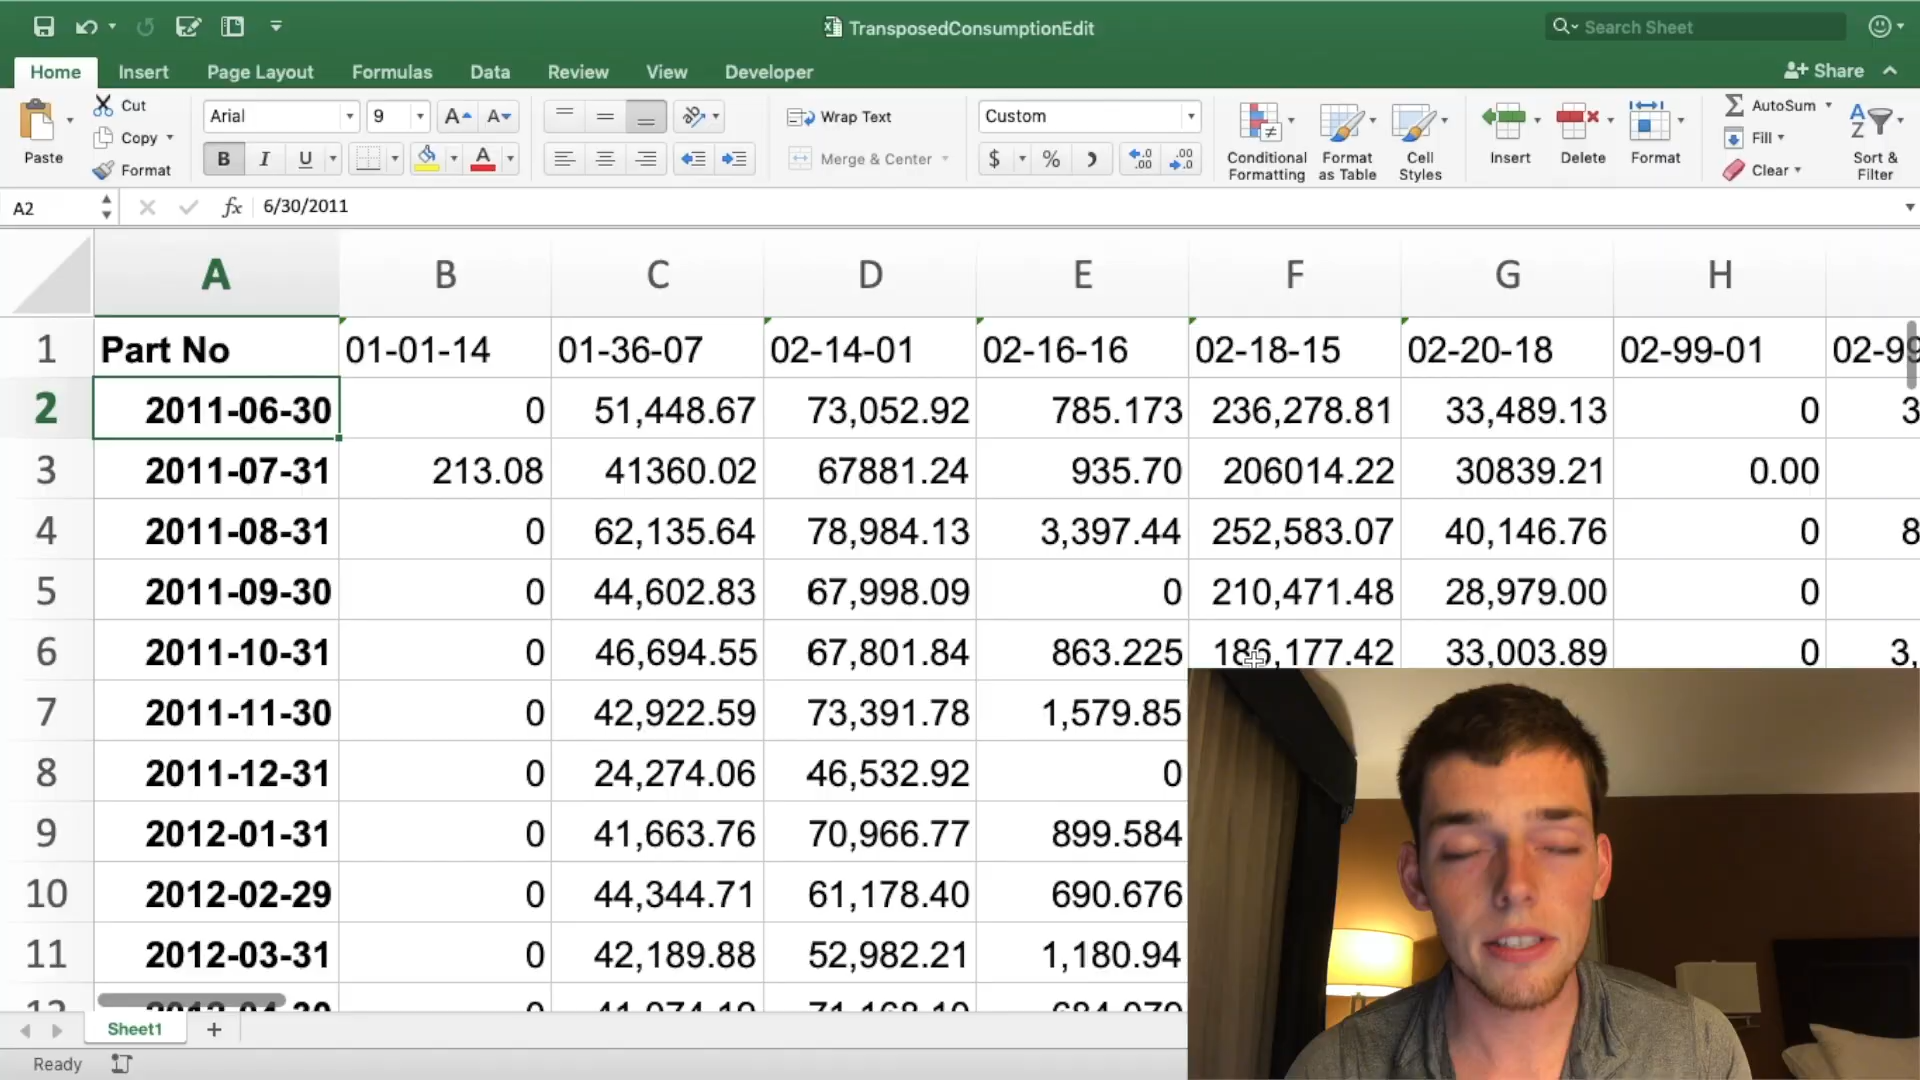 TransposedConsumptionEdit
Search Sheet
Home Insert Page Layout Formulas Data Review View Developer
Share
Paste
Cut
Copy
Format
Arial 9
B I U
Wrap Text
Merge & Center
Custom
$ %
Conditional Formatting
Format as Table
Cell Styles
Insert
Delete
Format
AutoSum
Fill
Clear
Sort & Filter
A2 fx 6/30/2011
A B C D E F G H
1 Part No 01-01-14 01-36-07 02-14-01 02-16-16 02-18-15 02-20-18 02-99-01 02-99
2 2011-06-30 0 51,448.67 73,052.92 785.173 236,278.81 33,489.13 0 3
3 2011-07-31 213.08 41360.02 67881.24 935.70 206014.22 30839.21 0.00
4 2011-08-31 0 62,135.64 78,984.13 3,397.44 252,583.07 40,146.76 0 8
5 2011-09-30 0 44,602.83 67,998.09 0 210,471.48 28,979.00 0
6 2011-10-31 0 46,694.55 67,801.84 863.225 186,177.42 33,003.89 0 3,
7 2011-11-30 0 42,922.59 73,391.78 1,579.85
8 2011-12-31 0 24,274.06 46,532.92 0
9 2012-01-31 0 41,663.76 70,966.77 899.584
10 2012-02-29 0 44,344.71 61,178.40 690.676
11 2012-03-31 0 42,189.88 52,982.21 1,180.94
Sheet1 +
Ready